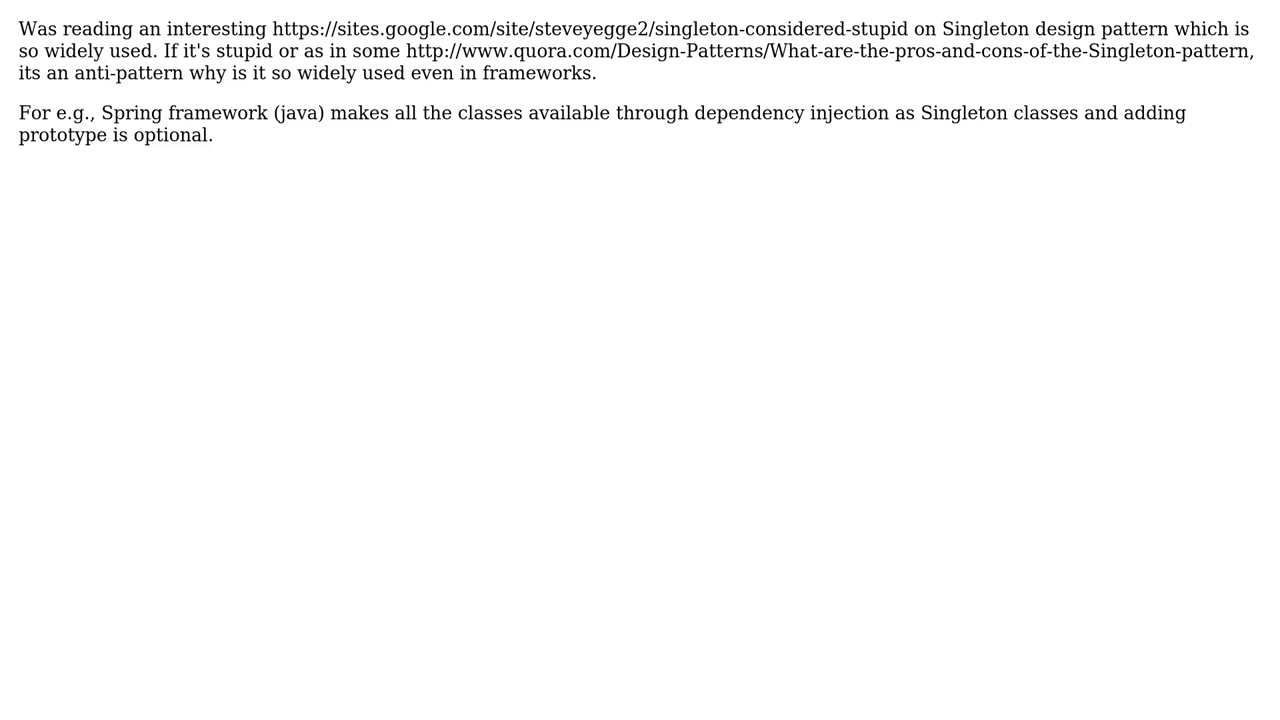 Was reading an interesting https://sites.google.com/site/steveyegge2/singleton-considered-stupid on Singleton design pattern which is
so widely used. If it's stupid or as in some http://www.quora.com/Design-Patterns/What-are-the-pros-and-cons-of-the-Singleton-pattern,
its an anti-pattern why is it so widely used even in frameworks.
For e.g., Spring framework (java) makes all the classes available through dependency injection as Singleton classes and adding
prototype is optional.